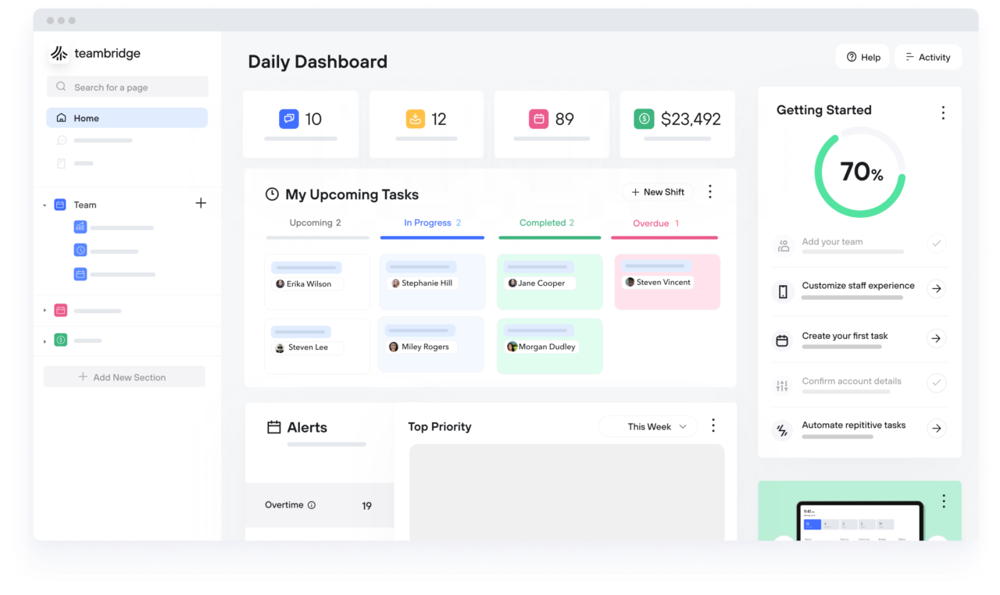 teambridge
Search for a page
Home
Team
Add New Section
Daily Dashboard
Help
Activity
10
12
89
$23,492
My Upcoming Tasks
New Shift
Upcoming 2
In Progress 2
Completed 2
Overdue 1
Erika Wilson
Stephanie Hill
Jane Cooper
Steven Vincent
Steven Lee
Miley Rogers
Morgan Dudley
Alerts
Overtime
19
Top Priority
This Week
Getting Started
70%
Add your team
Customize staff experience
Create your first task
Confirm account details
Automate repititive tasks
9:41